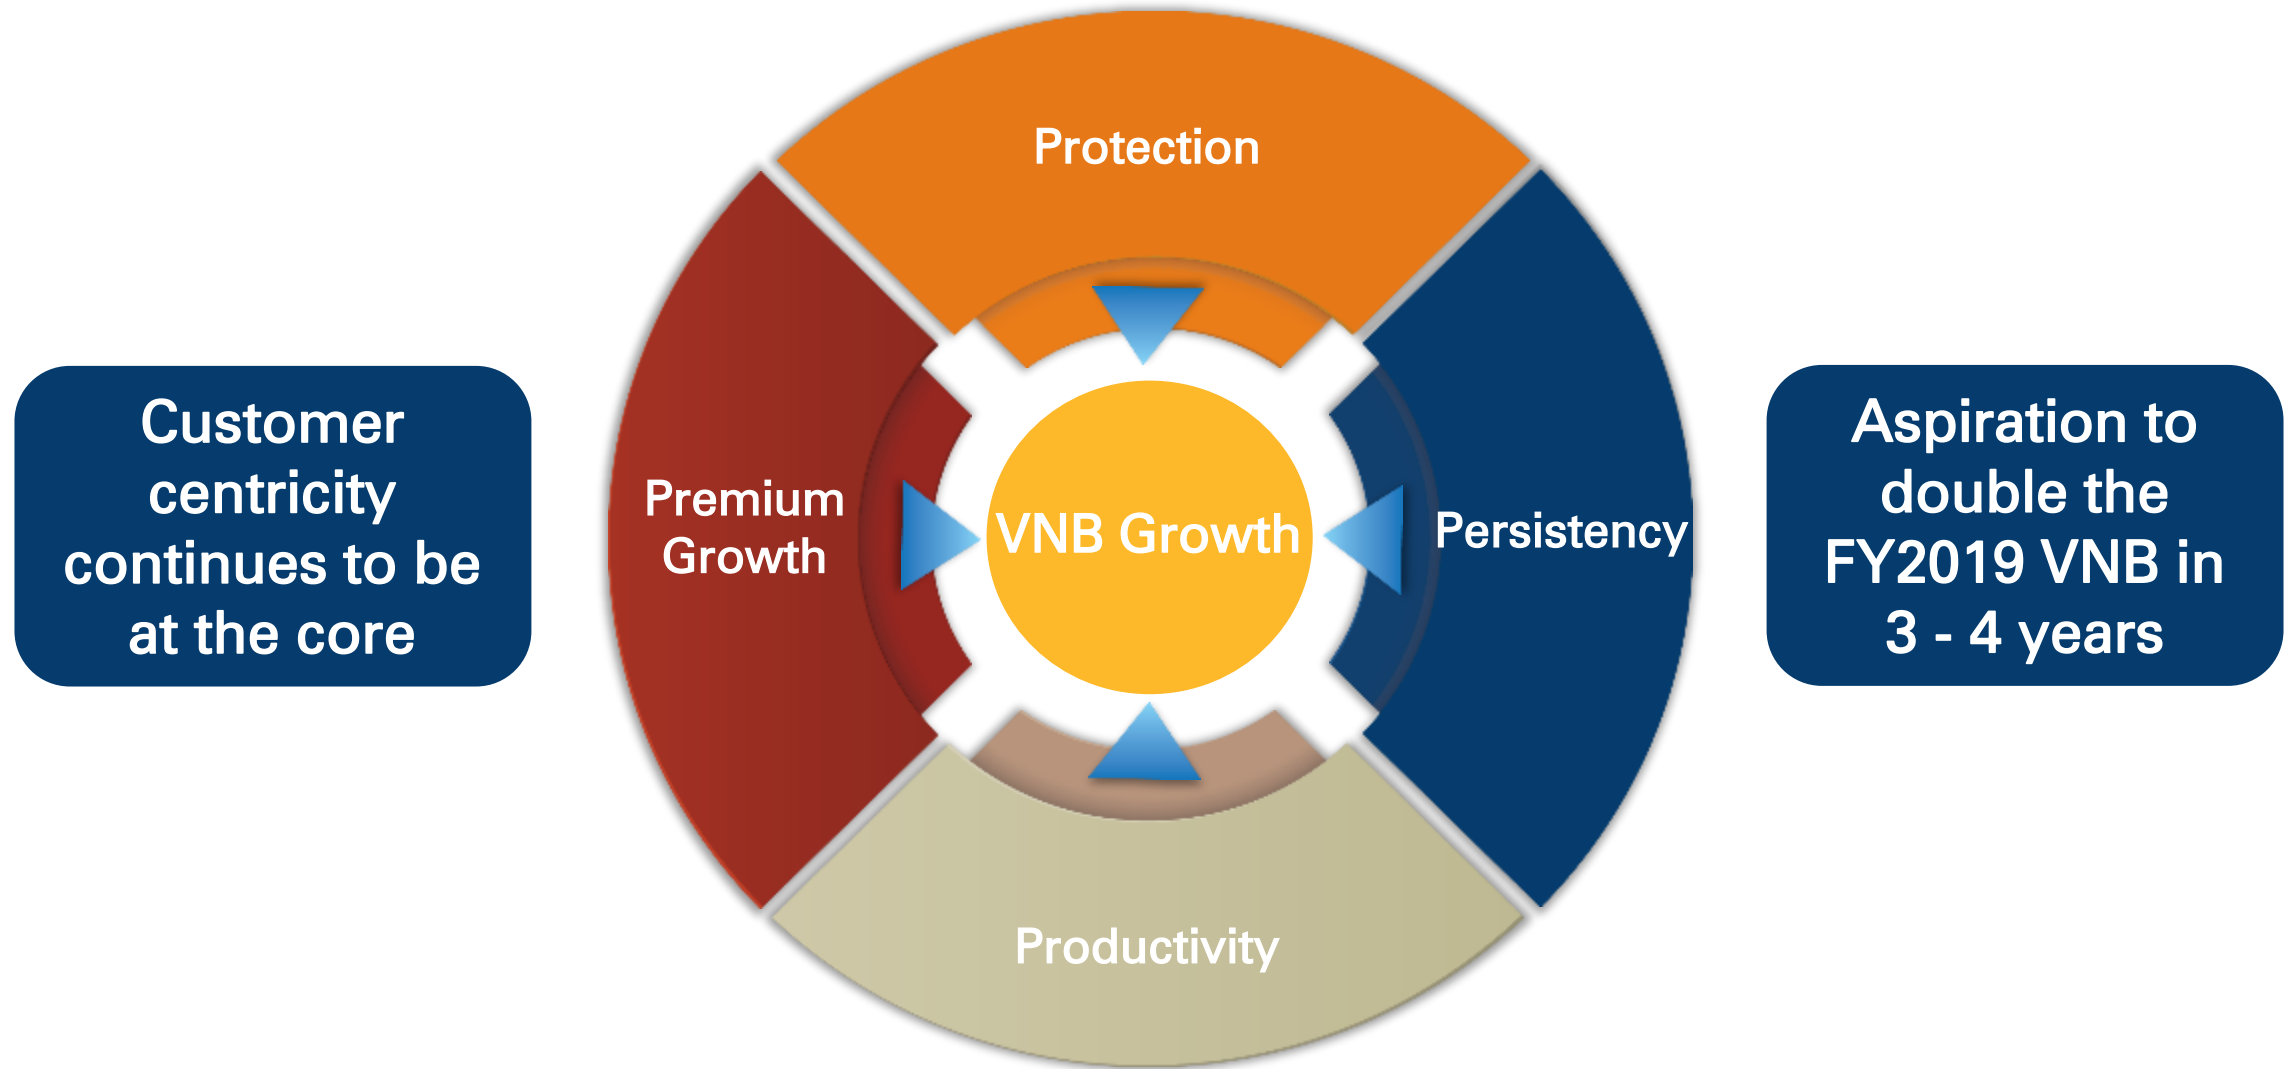 Protection
Customer
centricity
continues to be
at the core
Premium
Growth
VNB Growth
Persistency
Aspiration to
double the
FY2019 VNB in
3 - 4 years
Productivity